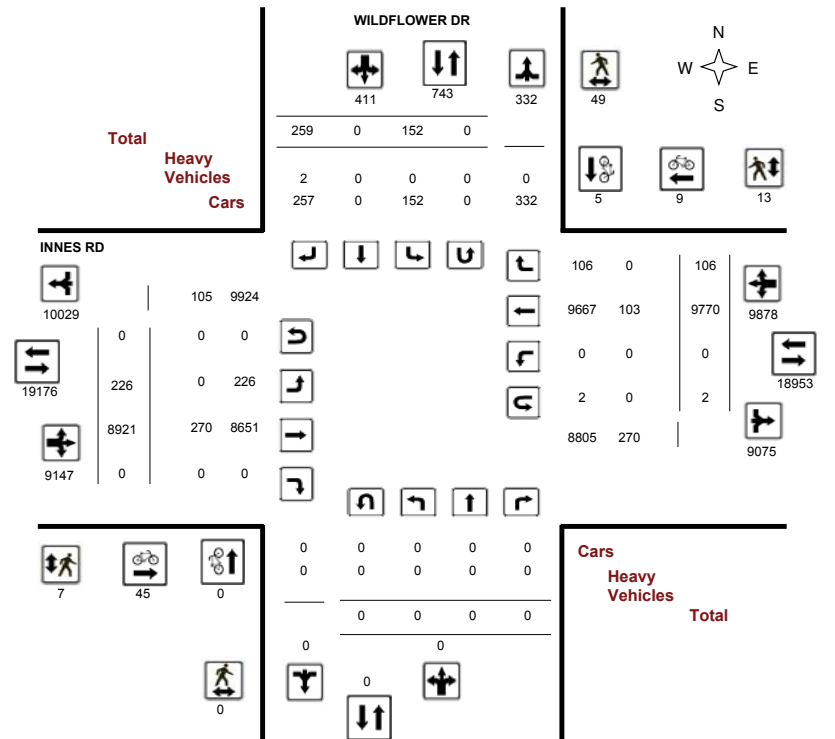 WILDFLOWER DR
N
W E
S
411 743 332 49
259 0 152 0
Total
Heavy
Vehicles
2 0 0 0 0
Cars
257 0 152 0 332
5 9 13
INNES RD
106 0 106
10029
105 9924
9667 103 9770 9878
0 0 0
0 0 0
19176
226 0 226
18953
2 0 2
8921 270 8651
8805 270
9075
9147
0 0 0
7 45 0
0 0 0 0 0
0 0 0 0 0
0 0 0 0
0 0
0
0
Cars
Heavy
Vehicles
Total